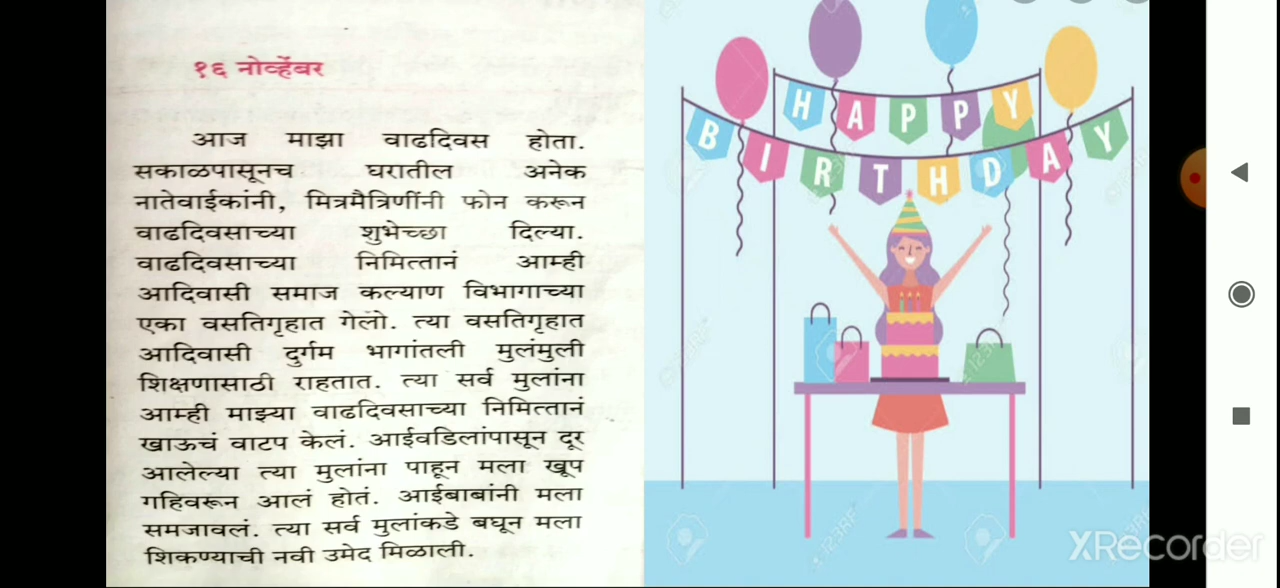 १६ नोव्हेंबर
आज माझा वाढदिवस होता.
सकाळपासूनच घरातील अनेक
नातेवाईकांनी, मित्रमैत्रिणींनी फोन करून
वाढदिवसाच्या शुभेच्छा दिल्या.
वाढदिवसाच्या निमित्तानं आम्ही
आदिवासी समाज कल्याण विभागाच्या
एका वसतिगृहात गेलो. त्या वसतिगृहात
आदिवासी दुर्गम भागांतली मुलंमुली
शिक्षणासाठी राहतात. त्या सर्व मुलांना
आम्ही माझ्या वाढदिवसाच्या निमित्तानं
खाऊचं वाटप केलं. आईवडिलांपासून दूर
आलेल्या त्या मुलांना पाहून मला खूप
गहिवरून आलं होतं. आईबाबांनी मला
समजावलं. त्या सर्व मुलांकडे बघून मला
शिकण्याची नवी उमेद मिळाली.
HAPPY
BIRTHDAY
123RF
XRecorder